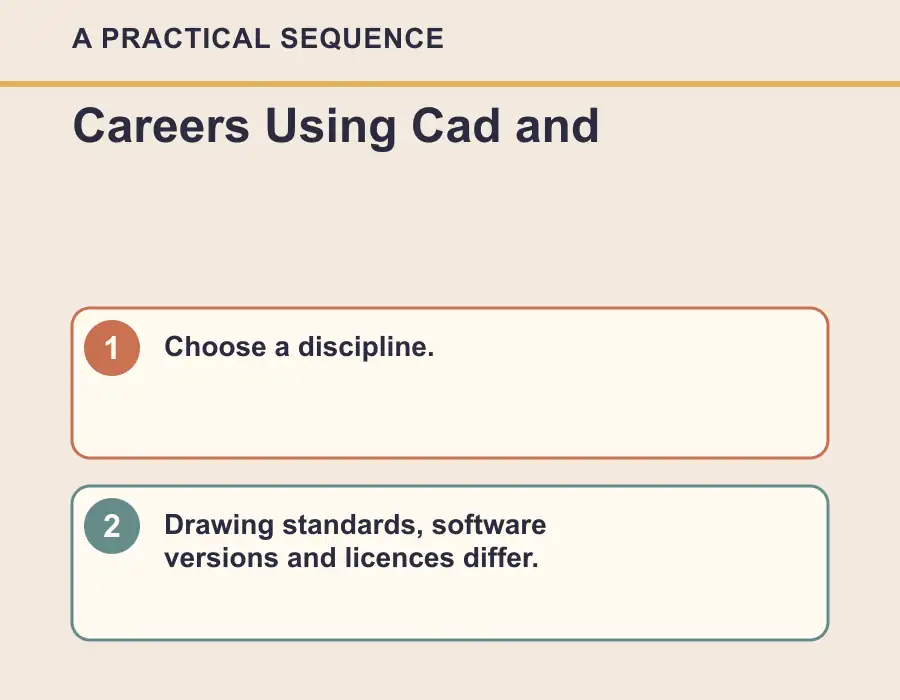 A PRACTICAL SEQUENCE
Careers Using Cad and
1
Choose a discipline.
2
Drawing standards, software
versions and licences differ.